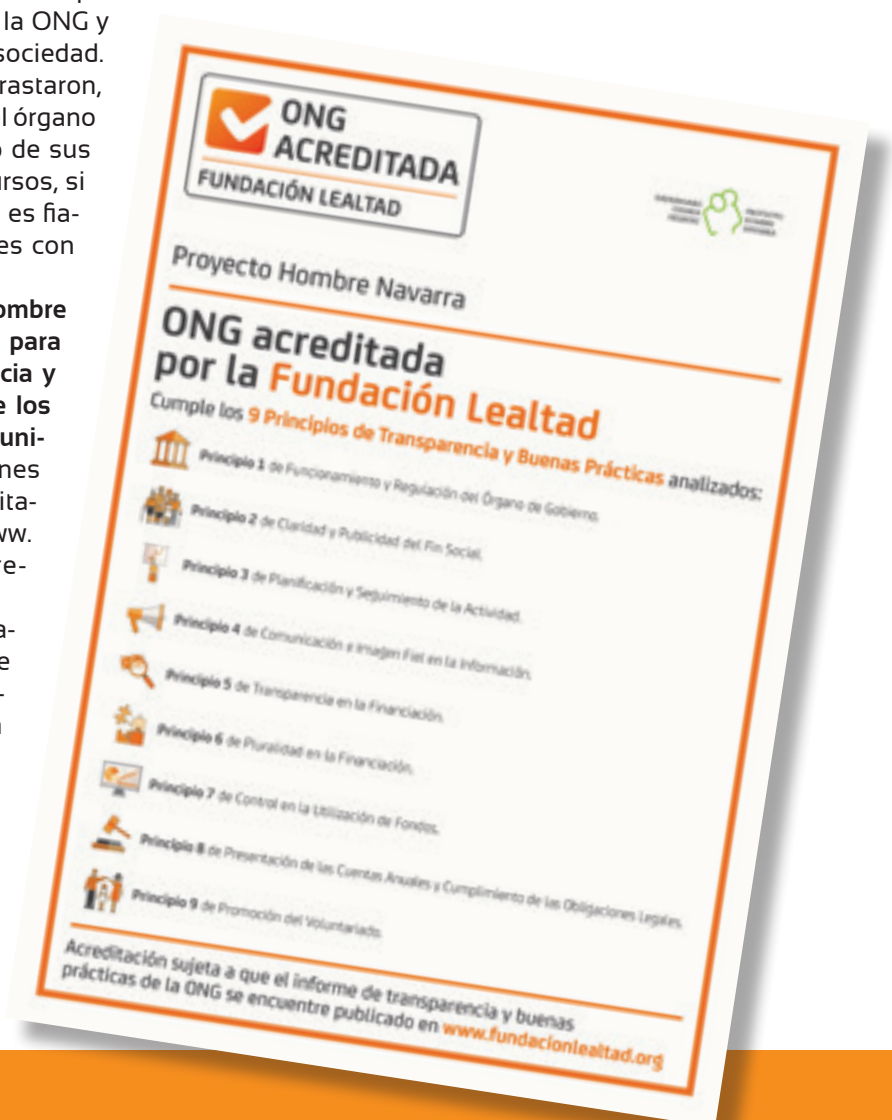 la ONG y
sociedad.
rastaron,
l órgano
o de sus
ursos, si
es fia-
es con
ombre
para
cia y
e los
uni-
nes
ita-
ww.
re-
a-
e
-
ONG
ACREDITADA
FUNDACIÓN LEALTAD
Proyecto Hombre Navarra
ONG acreditada
por la Fundación Lealtad
Cumple los 9 Principios de Transparencia y Buenas Prácticas analizados:
Principio 1 de Funcionamiento y Regulación del Órgano de Gobierno.
Principio 2 de Claridad y Publicidad del Fin Social.
Principio 3 de Planificación y Seguimiento de la Actividad.
Principio 4 de Comunicación e Imagen Fiel en la Información.
Principio 5 de Transparencia en la Financiación.
Principio 6 de Pluralidad en la Financiación.
Principio 7 de Control en la Utilización de Fondos.
Principio 8 de Presentación de las Cuentas Anuales y Cumplimiento de las Obligaciones Legales.
Principio 9 de Promoción del Voluntariado.
Acreditación sujeta a que el informe de transparencia y buenas
prácticas de la ONG se encuentre publicado en www.fundacionlealtad.org